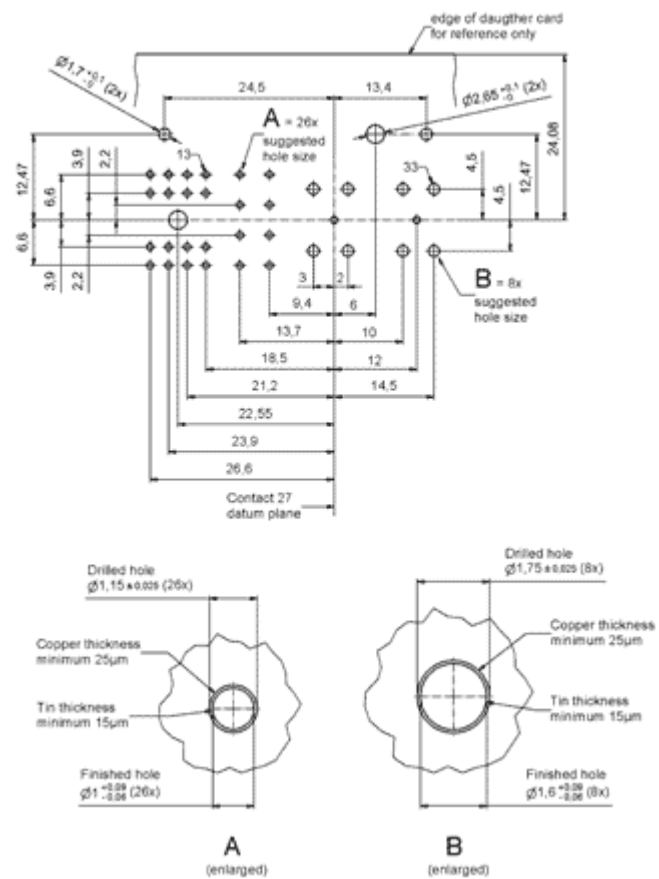 edge of daugther card
for reference only
Ø1,7 +0,1 -0 (2x)
24,5
13,4
Ø2,65 +0,1 -0 (2x)
A = 26x
suggested
hole size
24,08
12,47
3,9
2,2
13
33
4,5
12,47
6,6
4,5
6,6
3,9
2,2
3
2
B = 8x
suggested
hole size
9,4
6
13,7
10
18,5
12
21,2
14,5
22,55
23,9
26,6
Contact 27
datum plane
Drilled hole
Ø1,15 ±0,025 (26x)
Drilled hole
Ø1,75 ±0,025 (8x)
Copper thickness
minimum 25µm
Copper thickness
minimum 25µm
Tin thickness
minimum 15µm
Tin thickness
minimum 15µm
Finished hole
Ø1 +0,09 -0,06 (26x)
Finished hole
Ø1,6 +0,09 -0,06 (8x)
A
(enlarged)
B
(enlarged)